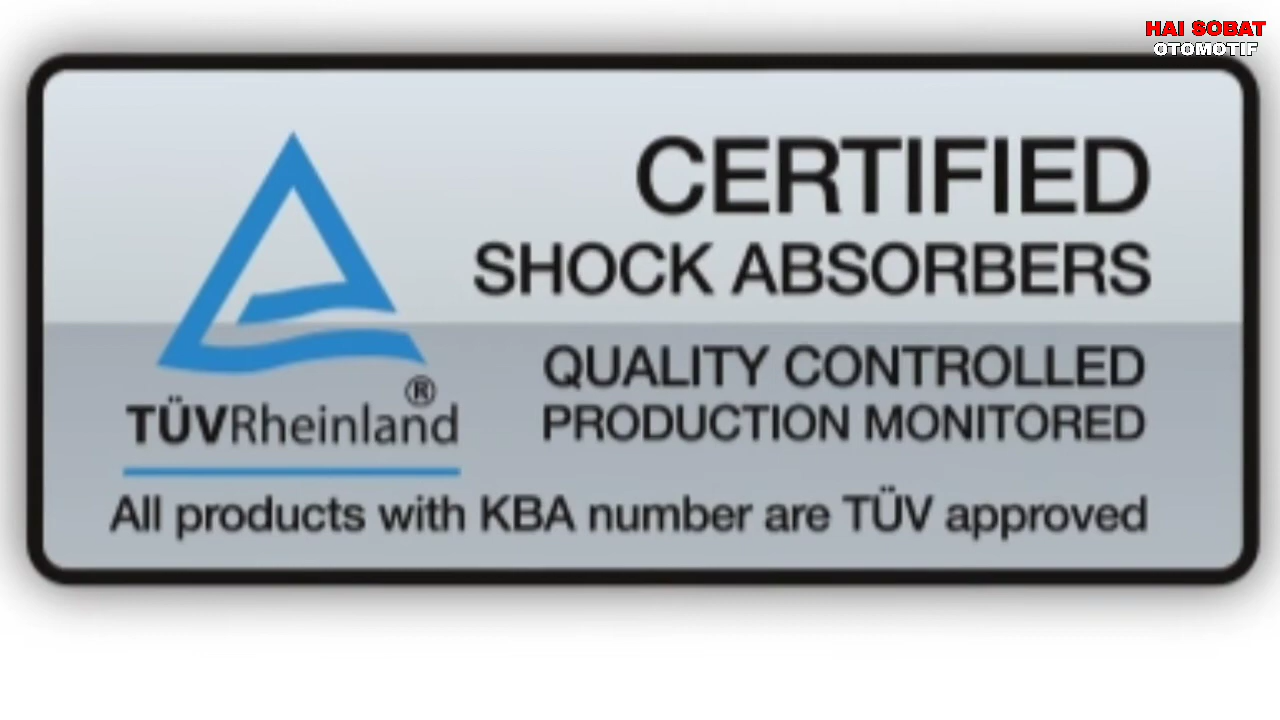 HAI SOBAT
OTOMOTIF
CERTIFIED
SHOCK ABSORBERS
QUALITY CONTROLLED
PRODUCTION MONITORED
®
TÜVRheinland
All products with KBA number are TÜV approved